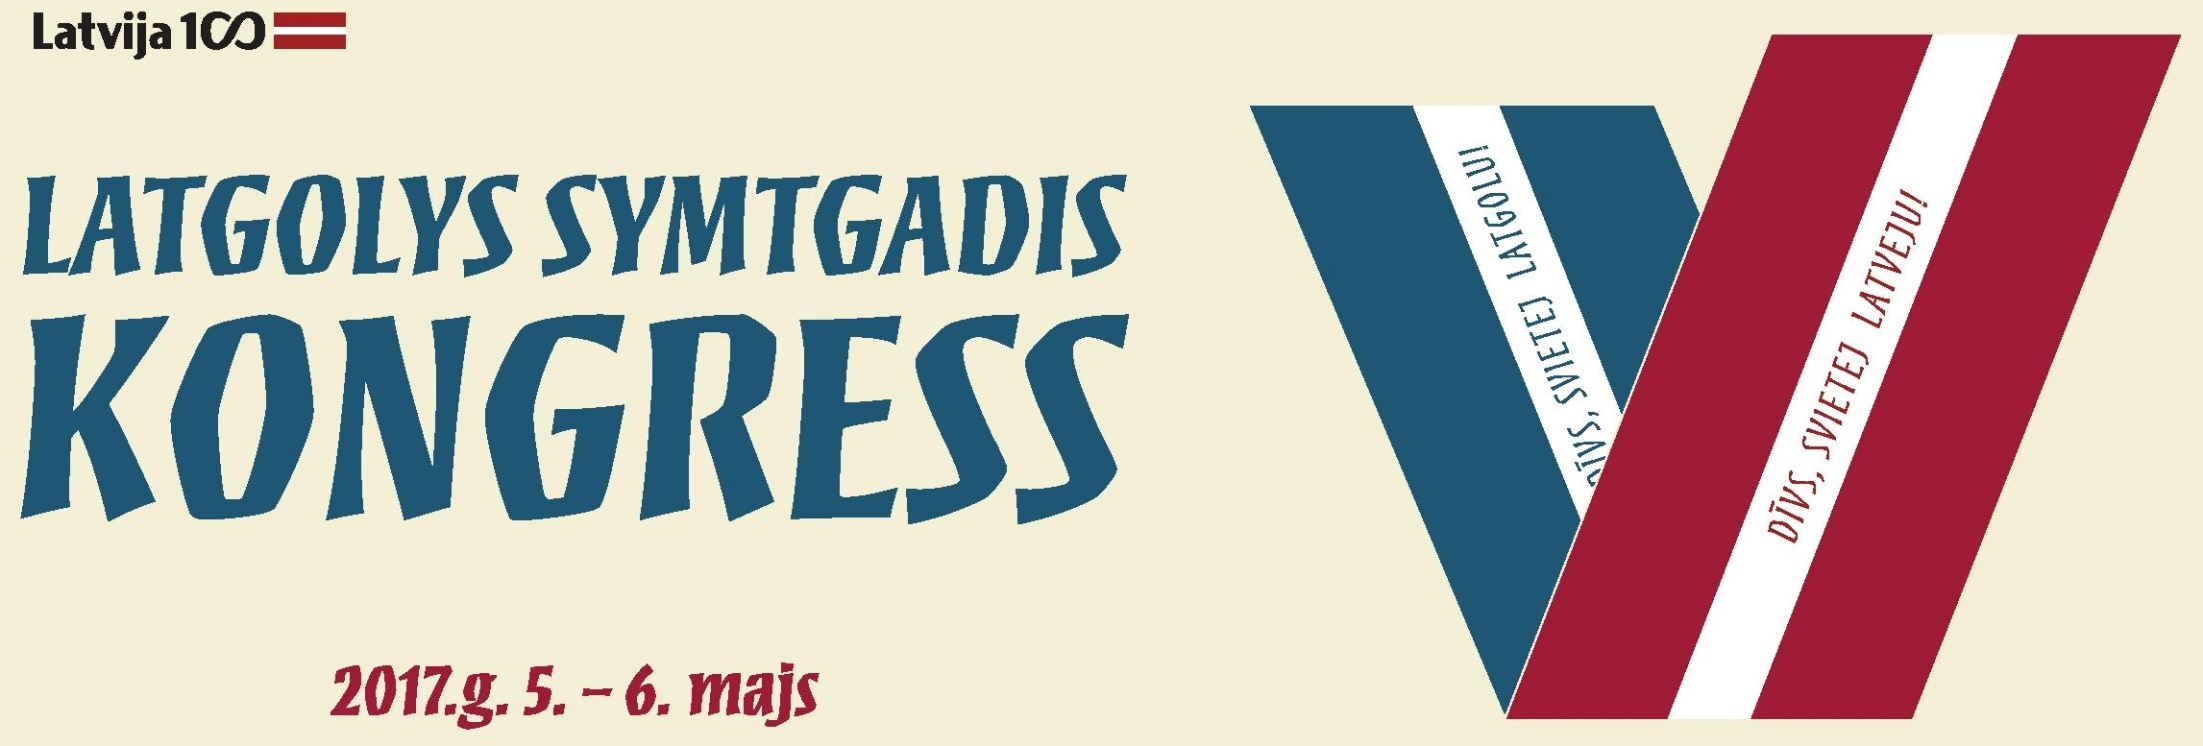 Latvija 100
LATGOLYS SYMTGADIS
KONGRESS
2017.g. 5. – 6. majs
DĪVS, SVIETEJ LATGOLU!
DĪVS, SVIETEJ LATVEJU!